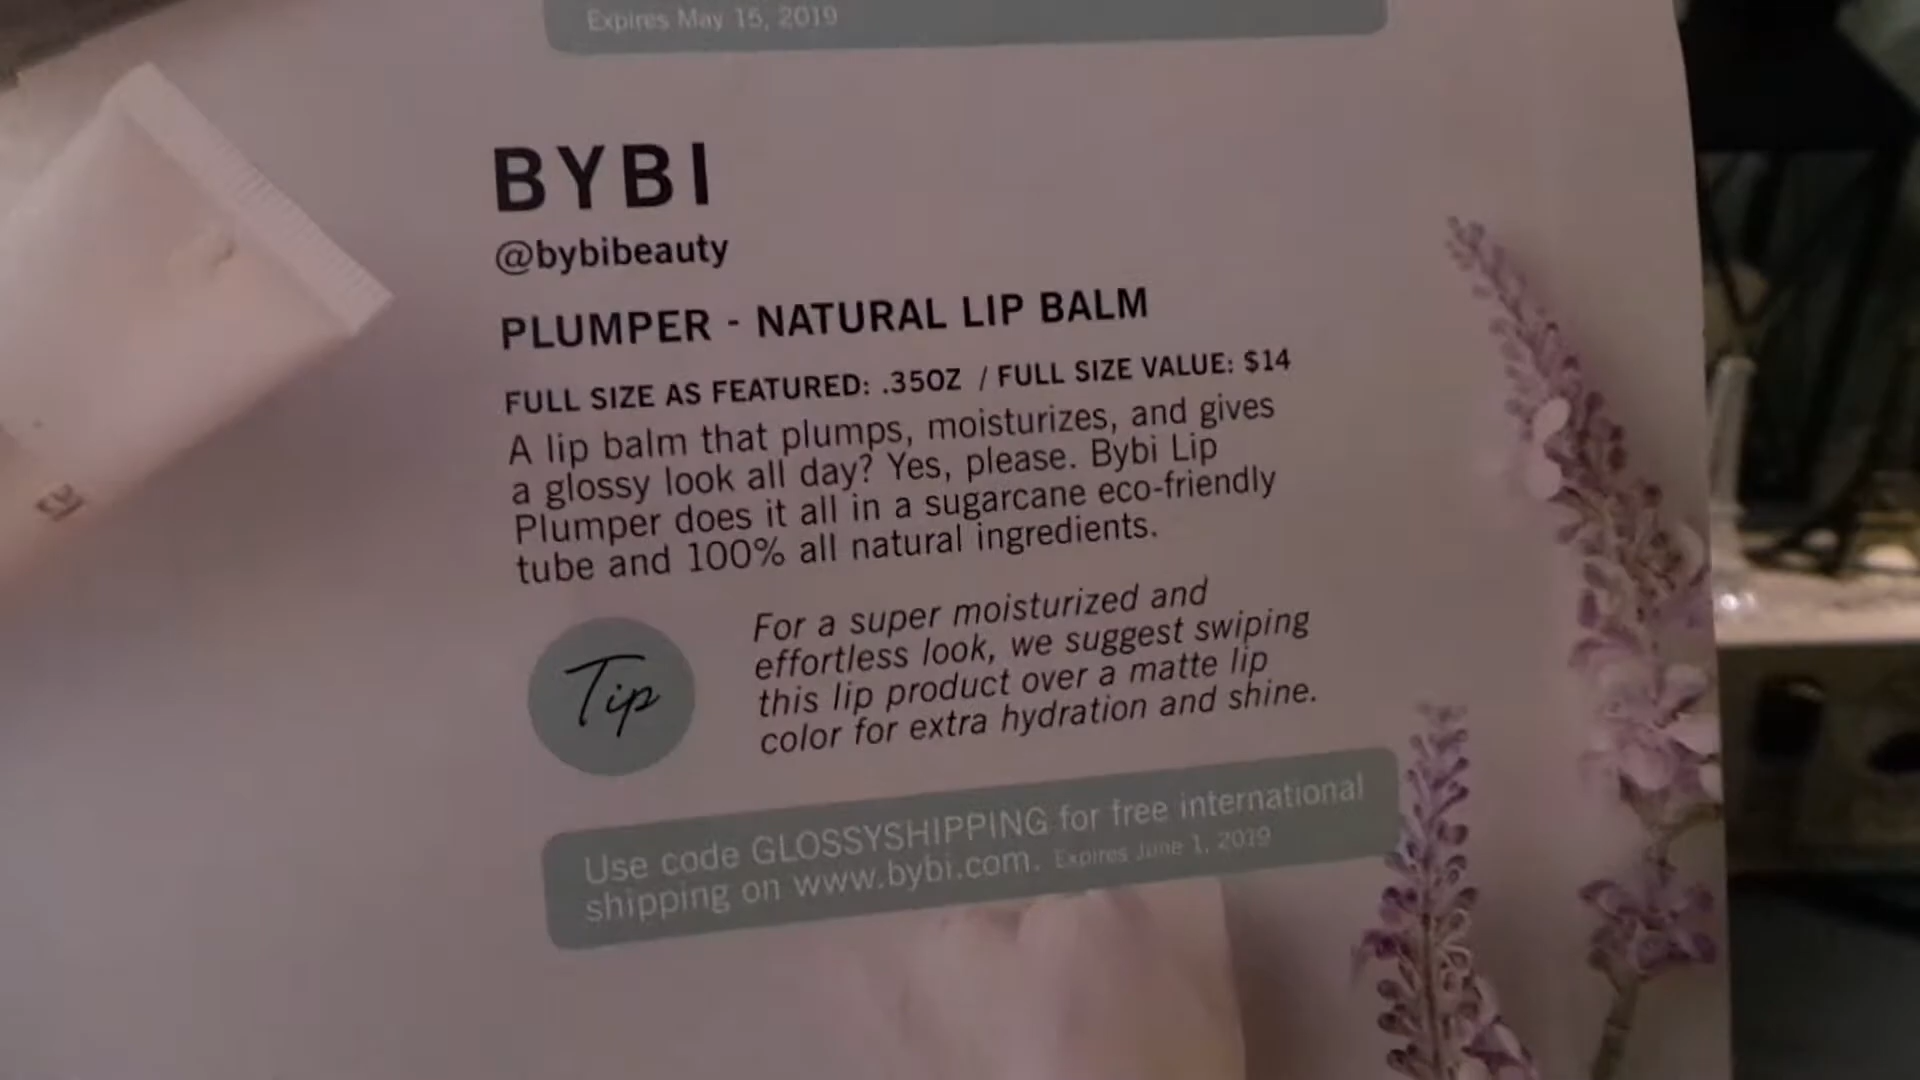 Expires May 15, 2019
BYBI
@bybibeauty
PLUMPER - NATURAL LIP BALM
FULL SIZE AS FEATURED: .35OZ / FULL SIZE VALUE: $14
A lip balm that plumps, moisturizes, and gives
a glossy look all day? Yes, please. Bybi Lip
Plumper does it all in a sugarcane eco-friendly
tube and 100% all natural ingredients.
Tip
For a super moisturized and
effortless look, we suggest swiping
this lip product over a matte lip
color for extra hydration and shine.
Use code GLOSSYSHIPPING for free international
shipping on www.bybi.com. Expires June 1, 2019